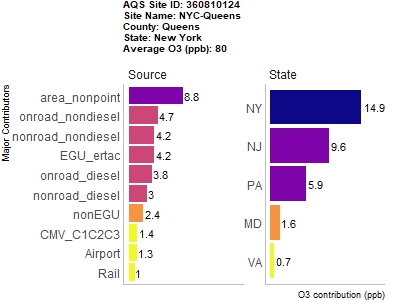 AQS Site ID: 360810124
Site Name: NYC-Queens
County: Queens
State: New York
Average O3 (ppb): 80
Major Contributors
Source
area_nonpoint 8.8
onroad_nondiesel 4.7
nonroad_nondiesel 4.2
EGU_ertac 4.2
onroad_diesel 3.8
nonroad_diesel 3
nonEGU 2.4
CMV_C1C2C3 1.4
Airport 1.3
Rail 1
State
NY 14.9
NJ 9.6
PA 5.9
MD 1.6
VA 0.7
O3 contribution (ppb)